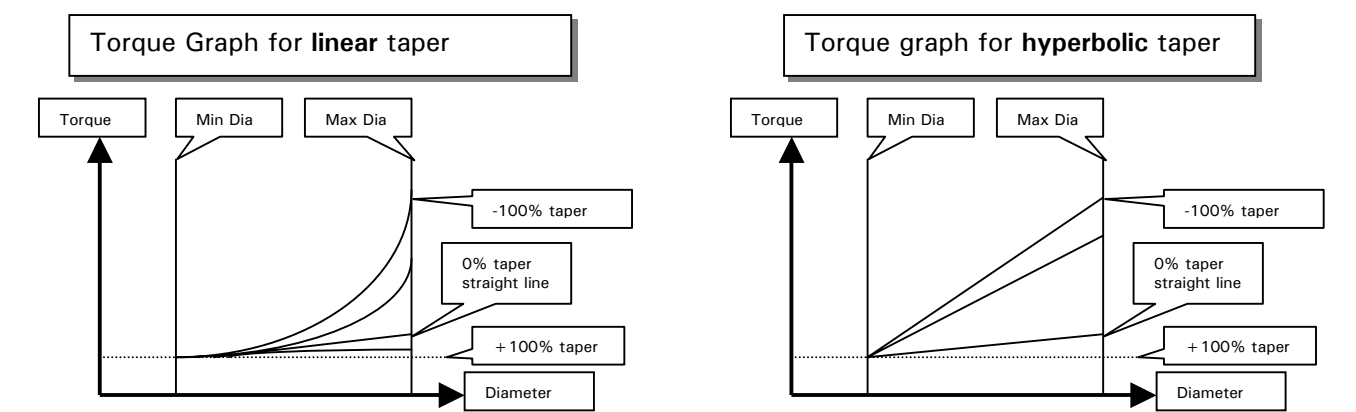 Torque Graph for linear taper
Torque
Min Dia
Max Dia
-100% taper
0% taper
straight line
+100% taper
Diameter
Torque graph for hyperbolic taper
Torque
Min Dia
Max Dia
-100% taper
0% taper
straight line
+100% taper
Diameter